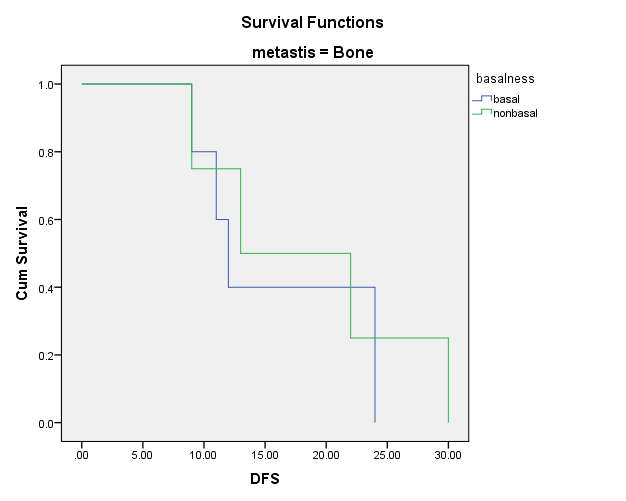 Survival Functions
metastis = Bone
basalness
basal
nonbasal
Cum Survival
1.0
0.8
0.6
0.4
0.2
0.0
.00 5.00 10.00 15.00 20.00 25.00 30.00
DFS